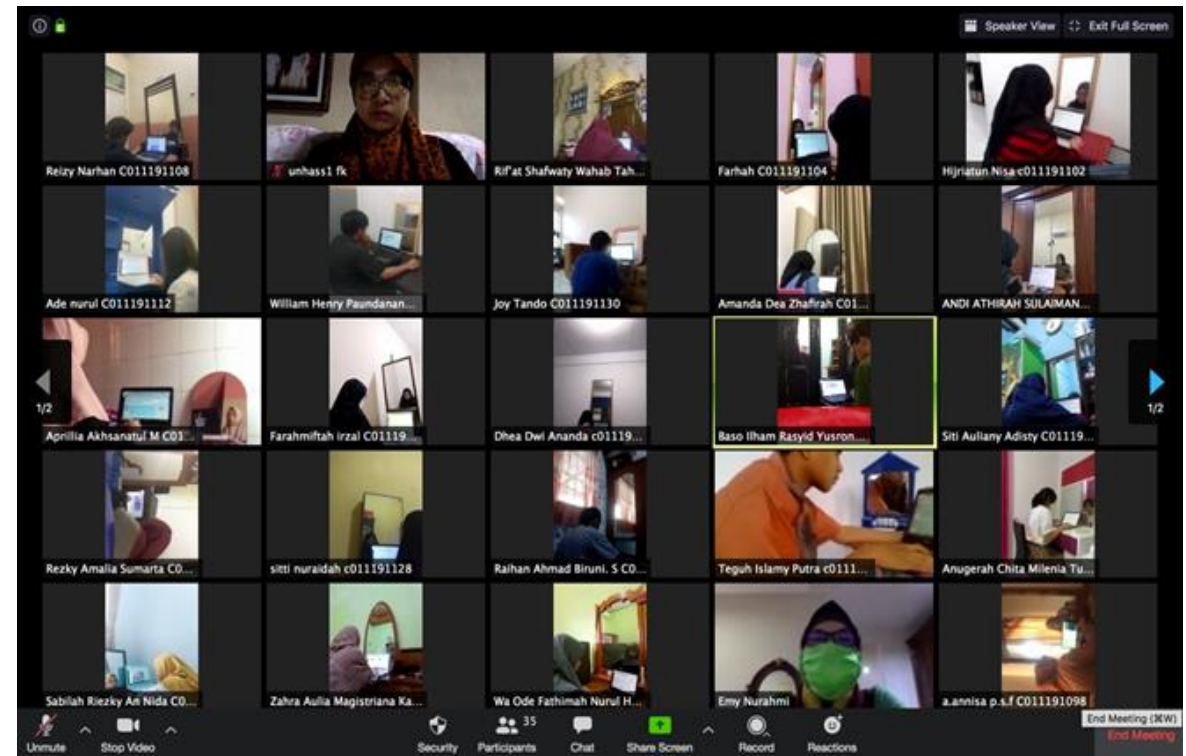 Speaker View
Exit Full Screen
Reizy Narhan C011191108
unhass1 fk
Rif'at Shafwaty Wahab Tah...
Farhah C011191104
Hijriatun Nisa c011191102
Ade nurul C011191112
William Henry Paundanan...
Joy Tando C011191130
Amanda Dea Zhafirah C01...
ANDI ATHIRAH SULAIMAN...
1/2
Aprillia Akhsanatul M C01...
Farahmiftah irzal C01119...
Dhea Dwi Ananda c01119...
Baso Ilham Rasyid Yusron...
Siti Auliany Adisty C01119...
1/2
Rezky Amalia Sumarta C0...
sitti nuraidah c011191128
Raihan Ahmad Biruni. S C0...
Teguh Islamy Putra c0111...
Anugerah Chita Milenia Tu...
Sabilah Riezky An Nida C0...
Zahra Aulia Magistriana Ka...
Wa Ode Fathimah Nurul H...
Emy Nurahmi
a.annisa p.s.f C011191098
End Meeting (⌘W)
Unmute
Stop Video
Security
Participants
35
Chat
Share Screen
Record
Reactions
End Meeting